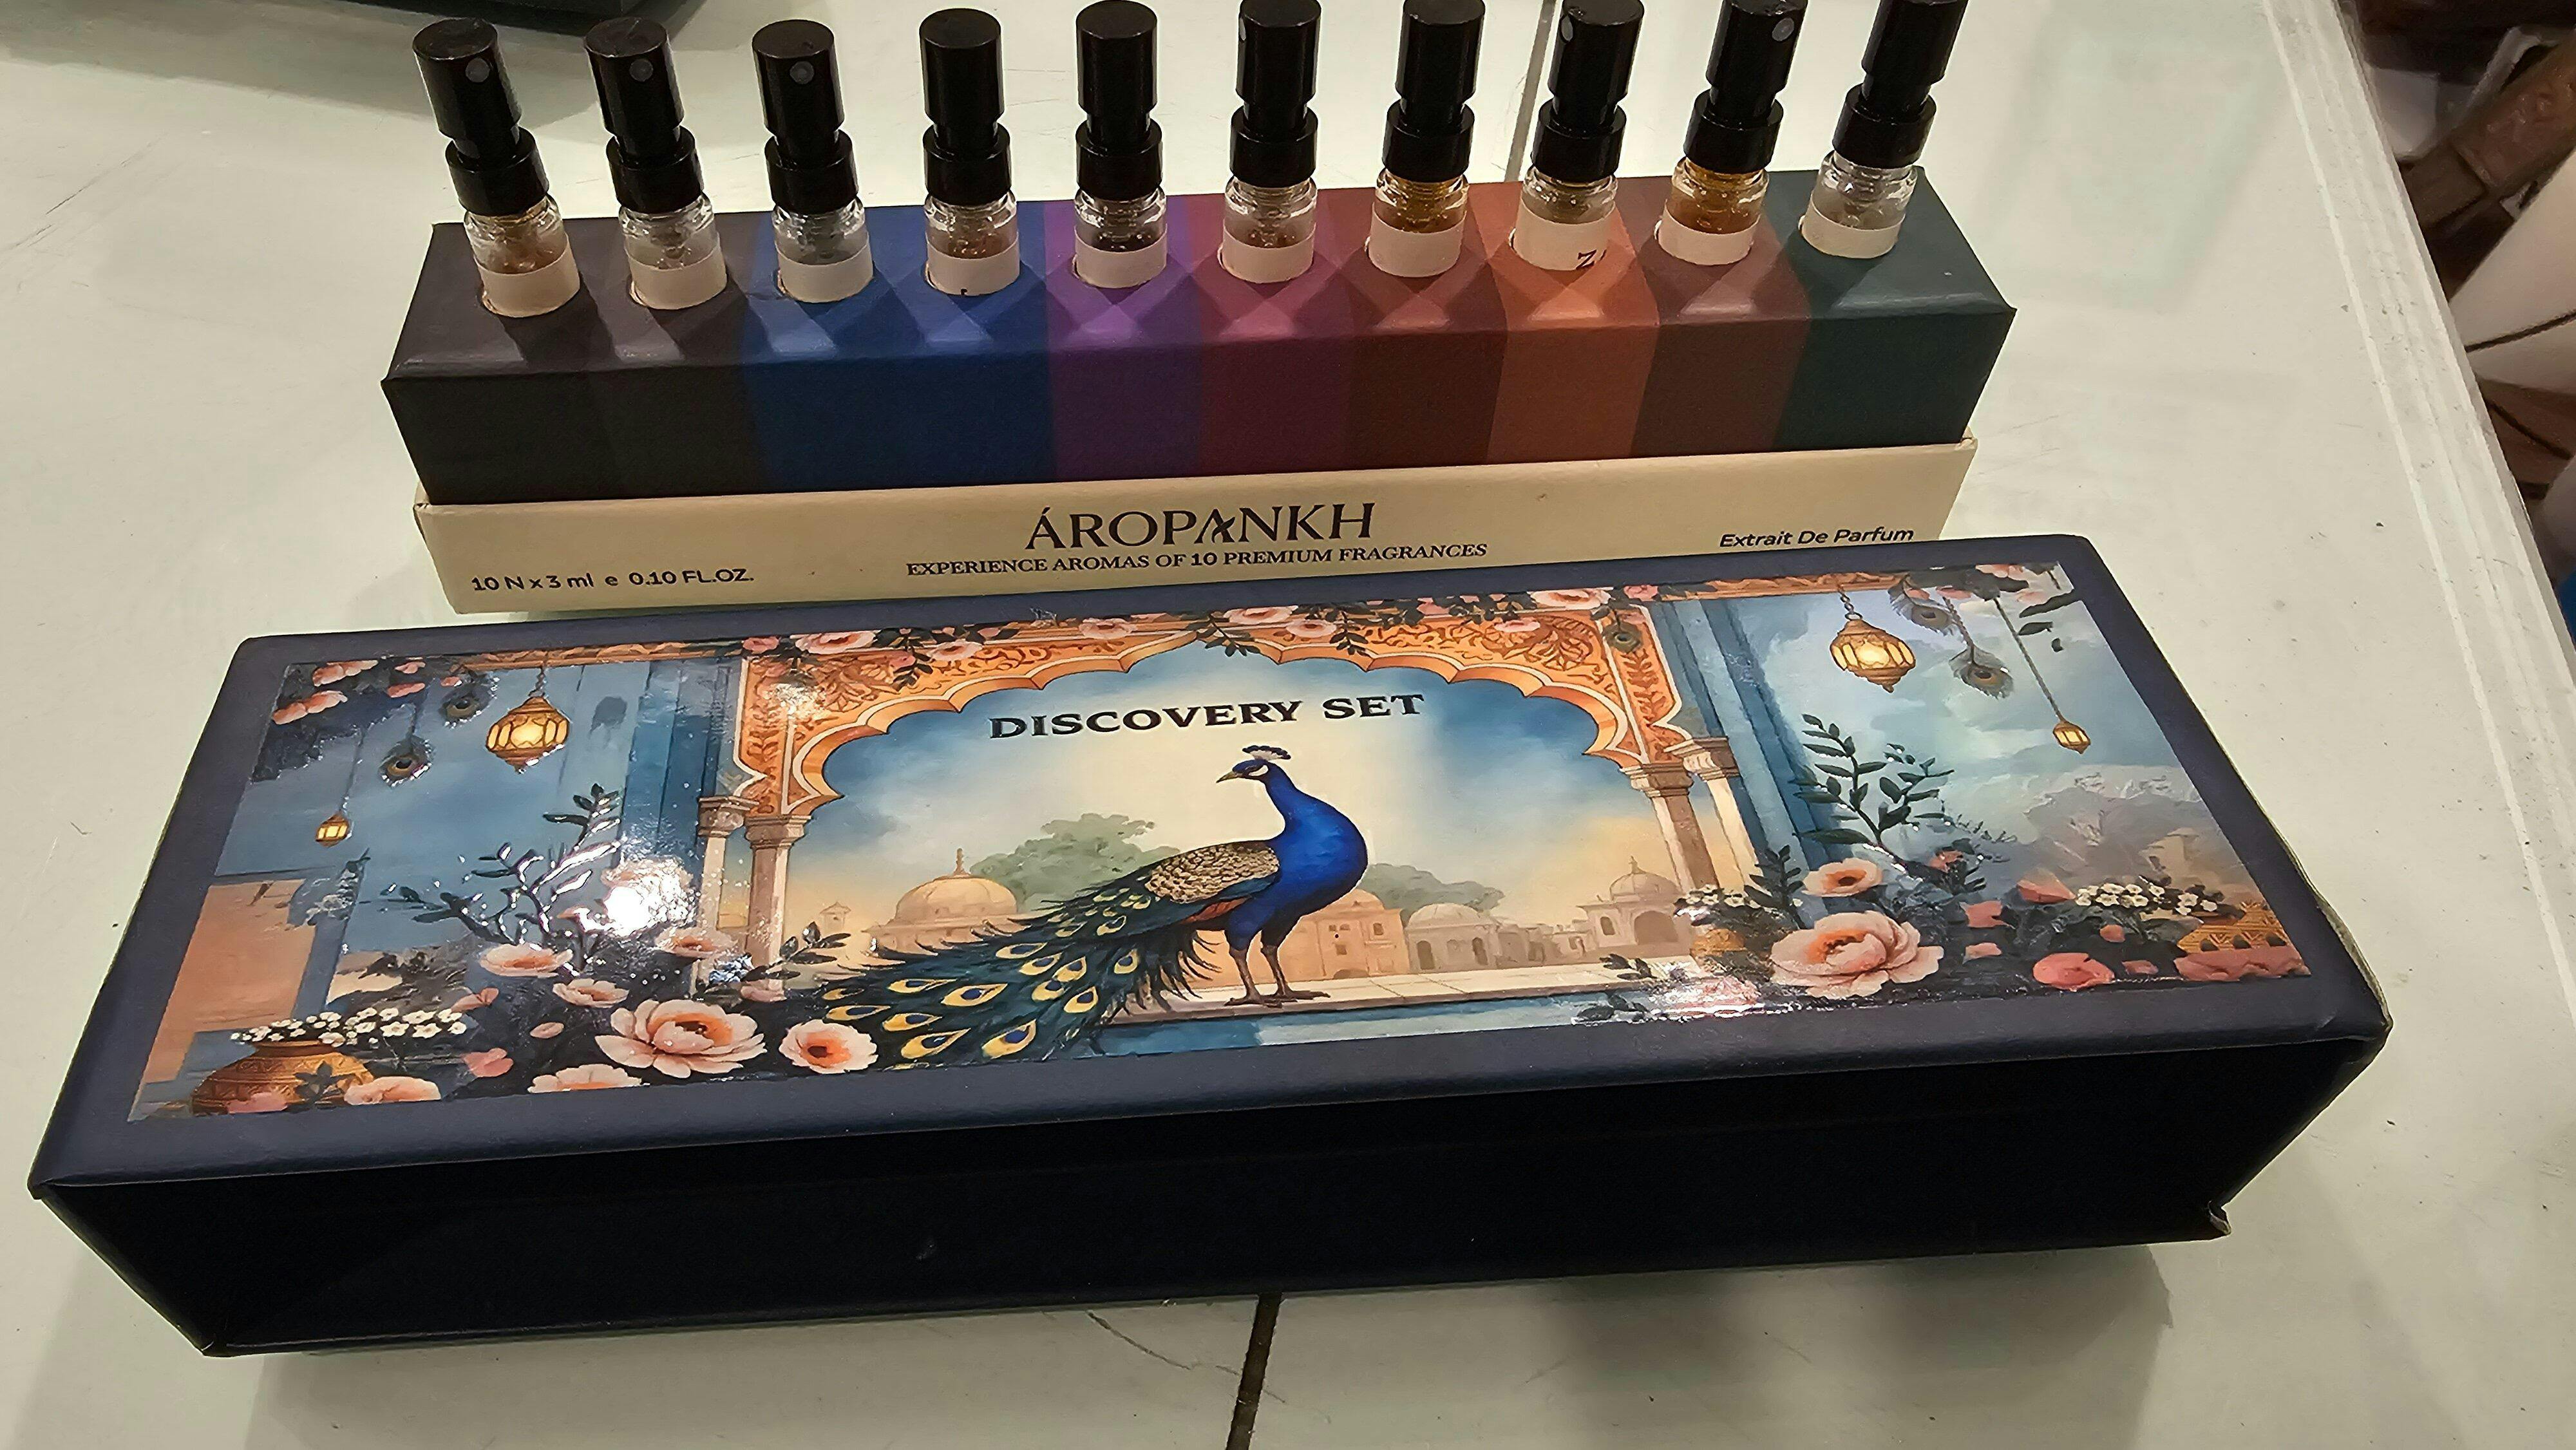 ÁROPANKH
EXPERIENCE AROMAS OF 10 PREMIUM FRAGRANCES
10 N x 3 ml e 0.10 FL.OZ.
Extrait De Parfum
DISCOVERY SET